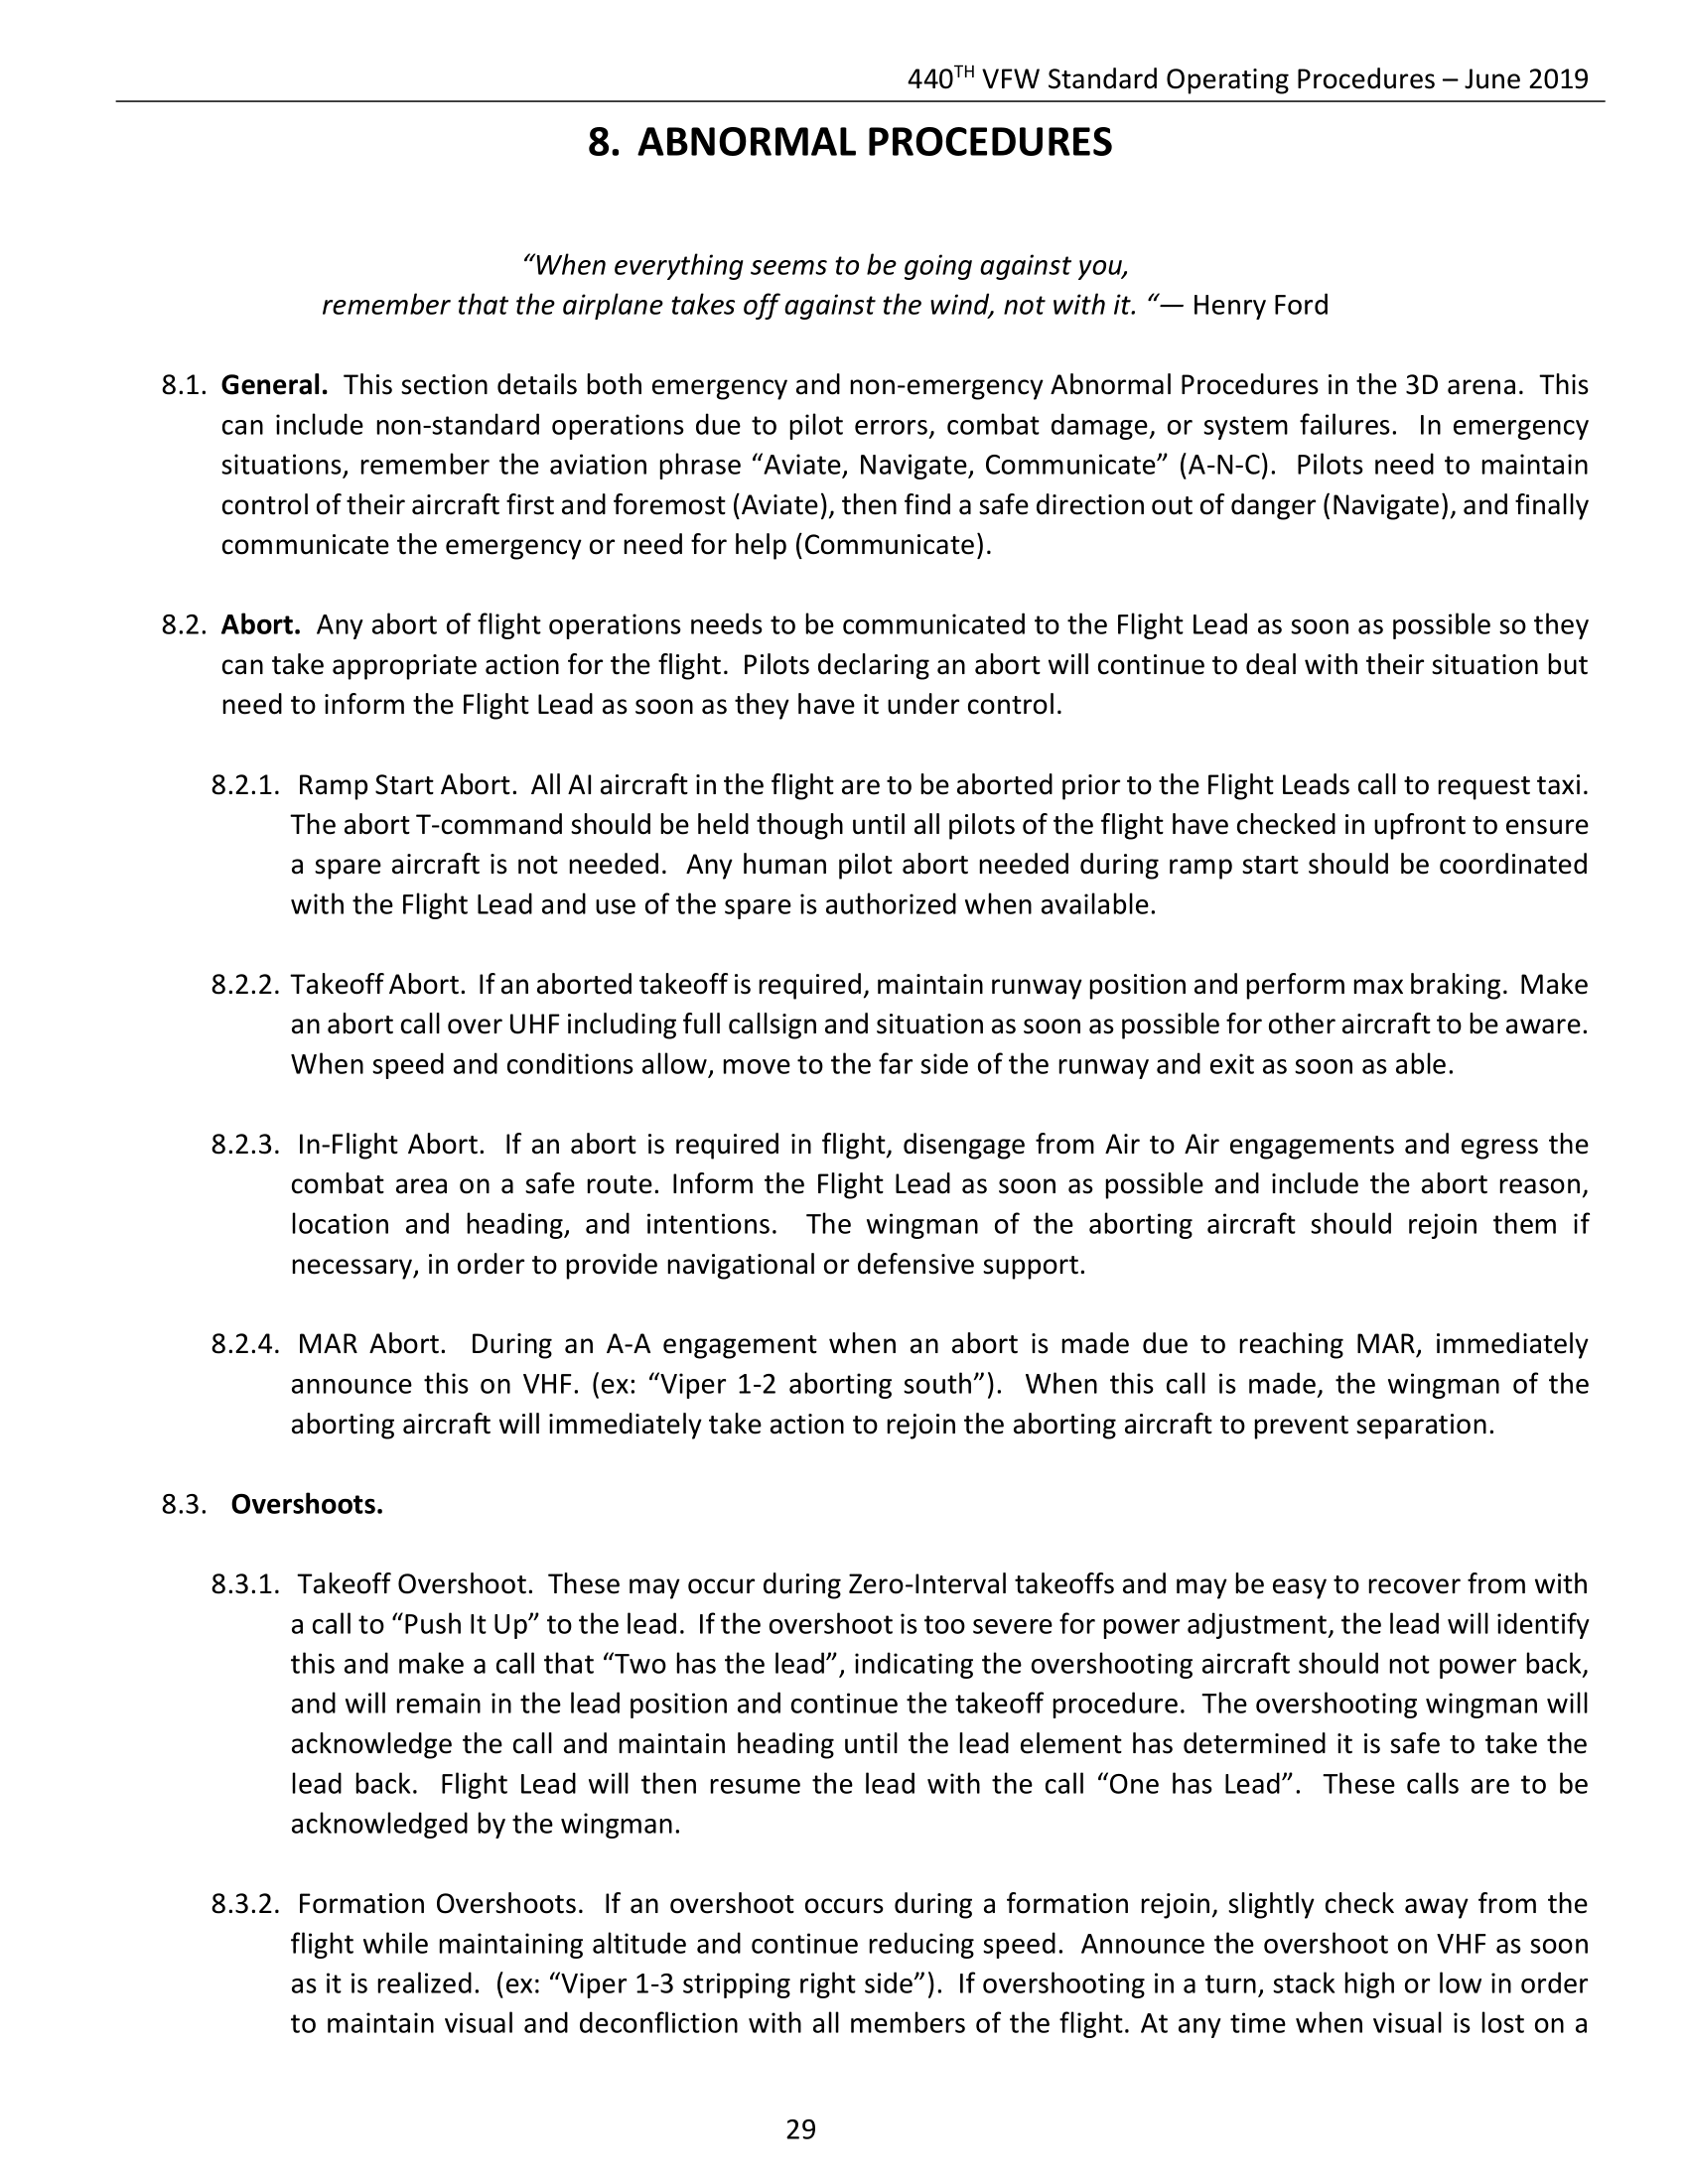 440TH VFW Standard Operating Procedures – June 2019
8. ABNORMAL PROCEDURES
“When everything seems to be going against you,
remember that the airplane takes off against the wind, not with it. “— Henry Ford
8.1. General. This section details both emergency and non-emergency Abnormal Procedures in the 3D arena. This
can include non-standard operations due to pilot errors, combat damage, or system failures. In emergency
situations, remember the aviation phrase “Aviate, Navigate, Communicate” (A-N-C). Pilots need to maintain
control of their aircraft first and foremost (Aviate), then find a safe direction out of danger (Navigate), and finally
communicate the emergency or need for help (Communicate).
8.2. Abort. Any abort of flight operations needs to be communicated to the Flight Lead as soon as possible so they
can take appropriate action for the flight. Pilots declaring an abort will continue to deal with their situation but
need to inform the Flight Lead as soon as they have it under control.
8.2.1. Ramp Start Abort. All AI aircraft in the flight are to be aborted prior to the Flight Leads call to request taxi.
The abort T-command should be held though until all pilots of the flight have checked in upfront to ensure
a spare aircraft is not needed. Any human pilot abort needed during ramp start should be coordinated
with the Flight Lead and use of the spare is authorized when available.
8.2.2. Takeoff Abort. If an aborted takeoff is required, maintain runway position and perform max braking. Make
an abort call over UHF including full callsign and situation as soon as possible for other aircraft to be aware.
When speed and conditions allow, move to the far side of the runway and exit as soon as able.
8.2.3. In-Flight Abort. If an abort is required in flight, disengage from Air to Air engagements and egress the
combat area on a safe route. Inform the Flight Lead as soon as possible and include the abort reason,
location and heading, and intentions. The wingman of the aborting aircraft should rejoin them if
necessary, in order to provide navigational or defensive support.
8.2.4. MAR Abort. During an A-A engagement when an abort is made due to reaching MAR, immediately
announce this on VHF. (ex: “Viper 1-2 aborting south”). When this call is made, the wingman of the
aborting aircraft will immediately take action to rejoin the aborting aircraft to prevent separation.
8.3. Overshoots.
8.3.1. Takeoff Overshoot. These may occur during Zero-Interval takeoffs and may be easy to recover from with
a call to “Push It Up” to the lead. If the overshoot is too severe for power adjustment, the lead will identify
this and make a call that “Two has the lead”, indicating the overshooting aircraft should not power back,
and will remain in the lead position and continue the takeoff procedure. The overshooting wingman will
acknowledge the call and maintain heading until the lead element has determined it is safe to take the
lead back. Flight Lead will then resume the lead with the call “One has Lead”. These calls are to be
acknowledged by the wingman.
8.3.2. Formation Overshoots. If an overshoot occurs during a formation rejoin, slightly check away from the
flight while maintaining altitude and continue reducing speed. Announce the overshoot on VHF as soon
as it is realized. (ex: “Viper 1-3 stripping right side”). If overshooting in a turn, stack high or low in order
to maintain visual and deconfliction with all members of the flight. At any time when visual is lost on a
29